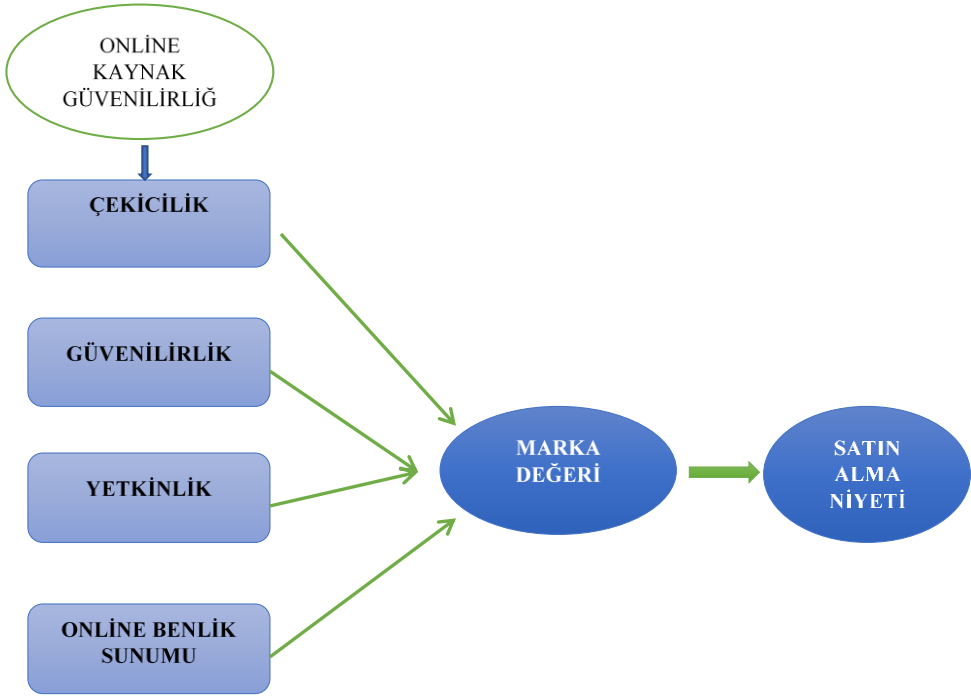 ONLİNE
KAYNAK
GÜVENİLİRLİĞ
ÇEKİCİLİK
GÜVENİLİRLİK
YETKİNLİK
ONLİNE BENLİK
SUNUMU
MARKA
DEĞERİ
SATIN
ALMA
NİYETİ